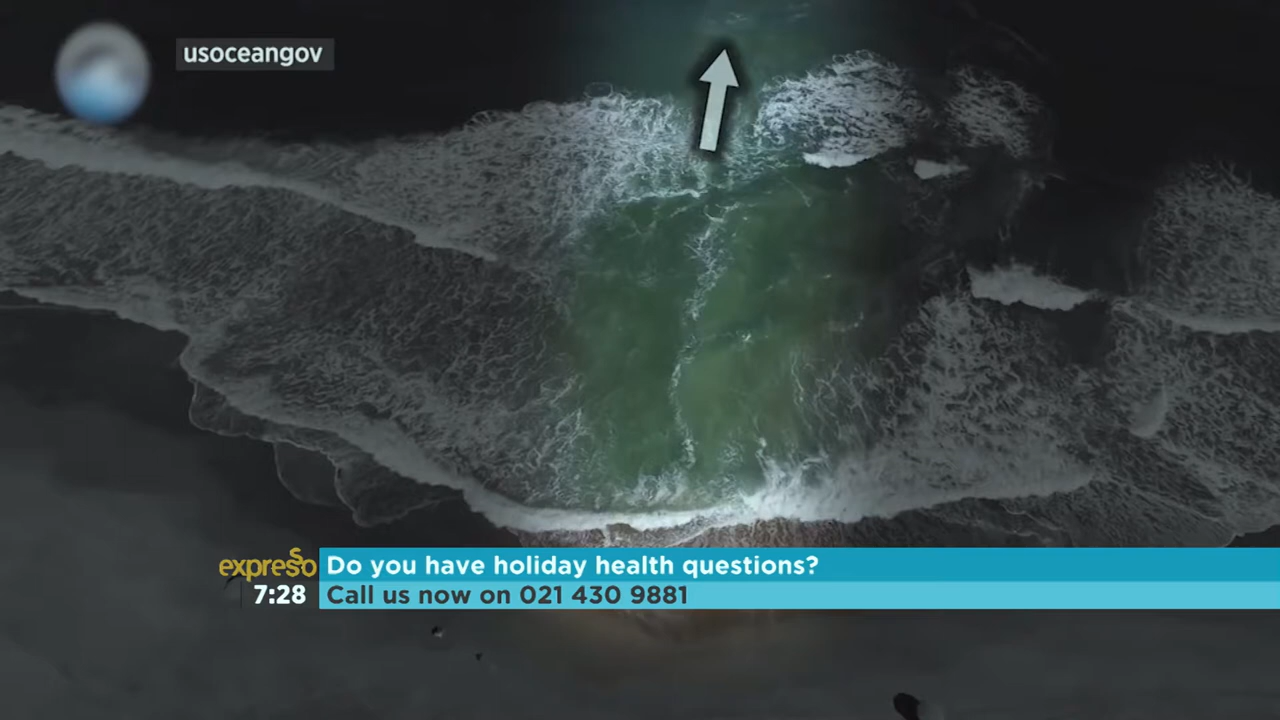 usoceangov
expresso
Do you have holiday health questions?
7:28
Call us now on 021 430 9881